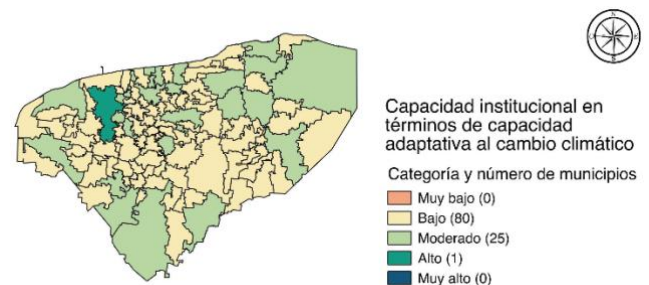 Capacidad institucional en
términos de capacidad
adaptativa al cambio climático
Categoría y número de municipios
Muy bajo (0)
Bajo (80)
Moderado (25)
Alto (1)
Muy alto (0)